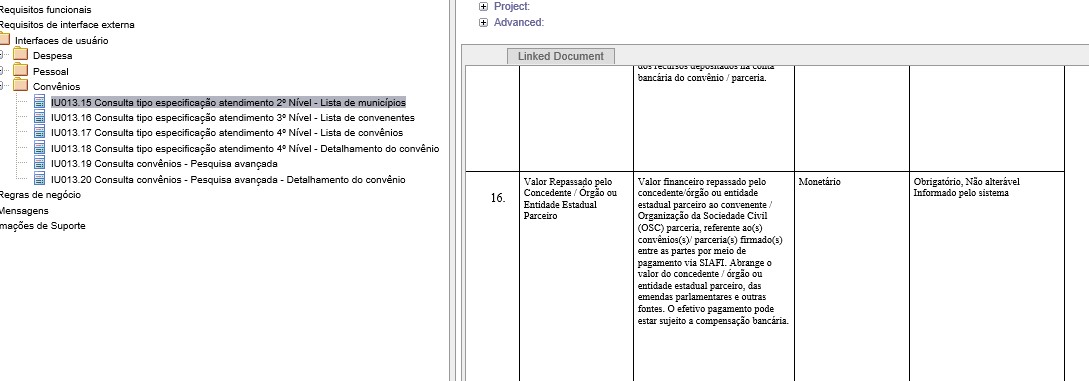 Requisitos funcionais
Requisitos de interface externa
Interfaces de usuário
Despesa
Pessoal
Convênios
IU013.15 Consulta tipo especificação atendimento 2º Nível - Lista de municípios
IU013.16 Consulta tipo especificação atendimento 3º Nível - Lista de convenentes
IU013.17 Consulta tipo especificação atendimento 4º Nível - Lista de convênios
IU013.18 Consulta tipo especificação atendimento 4º Nível - Detalhamento do convênio
IU013.19 Consulta convênios - Pesquisa avançada
IU013.20 Consulta convênios - Pesquisa avançada - Detalhamento do convênio
Regras de negócio
Mensagens
mações de Suporte
Project:
Advanced:
Linked Document
dos recursos depositados na conta
bancária do convênio / parceria.
16.
Valor Repassado pelo
Concedente / Órgão ou
Entidade Estadual
Parceiro
Valor financeiro repassado pelo
concedente/órgão ou entidade
estadual parceiro ao convenente /
Organização da Sociedade Civil
(OSC) parceria, referente ao(s)
convênios(s)/ parceria(s) firmado(s)
entre as partes por meio de
pagamento via SIAFI. Abrange o
valor do concedente / órgão ou
entidade estadual parceiro, das
emendas parlamentares e outras
fontes. O efetivo pagamento pode
estar sujeito a compensação bancária.
Monetário
Obrigatório, Não alterável
Informado pelo sistema